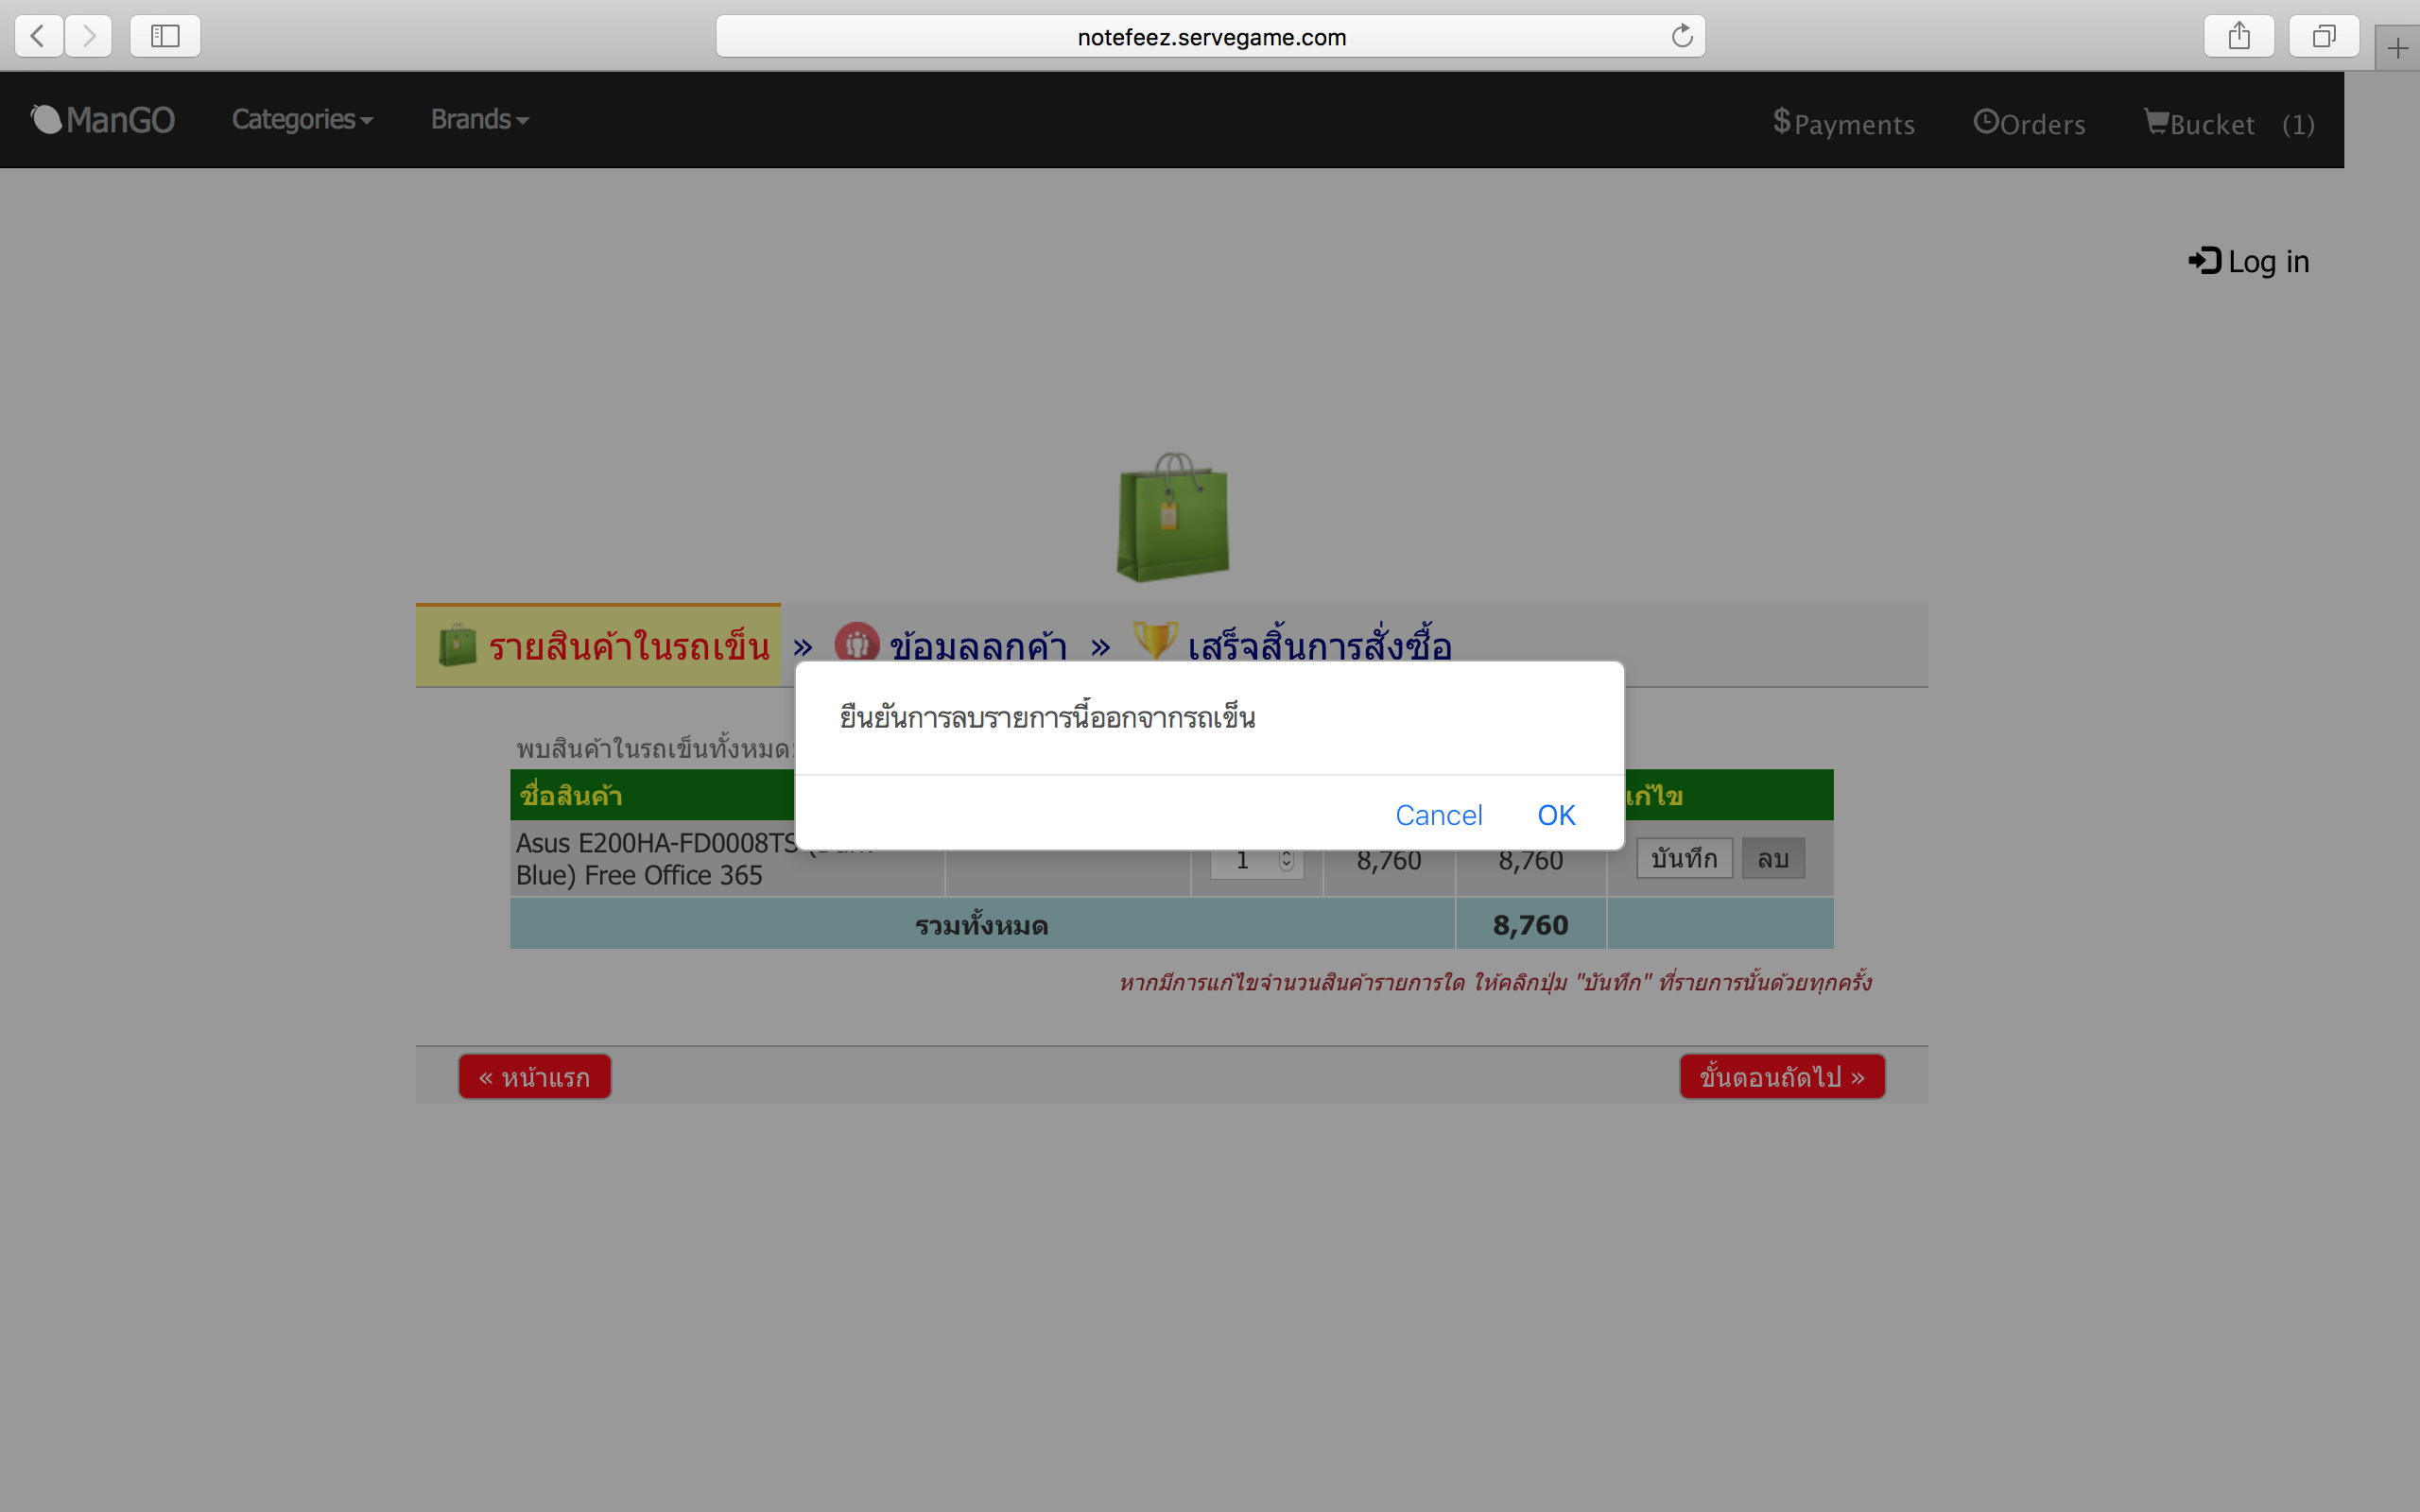 notefeez.servegame.com
ManGO Categories Brands $Payments Orders Bucket (1)
Log in
รายสินค้าในรถเข็น » ข้อมูลลูกค้า » เสร็จสิ้นการสั่งซื้อ
ยืนยันการลบรายการนี้ออกจากรถเข็น
Cancel OK
พบสินค้าในรถเข็นทั้งหมด:
ชื่อสินค้า แก้ไข
Asus E200HA-FD0008TS
Blue) Free Office 365 1 8,760 8,760 บันทึก ลบ
รวมทั้งหมด 8,760
หากมีการแก้ไขจำนวนสินค้ารายการใด ให้คลิกปุ่ม "บันทึก" ที่รายการนั้นด้วยทุกครั้ง
« หน้าแรก ขั้นตอนถัดไป »